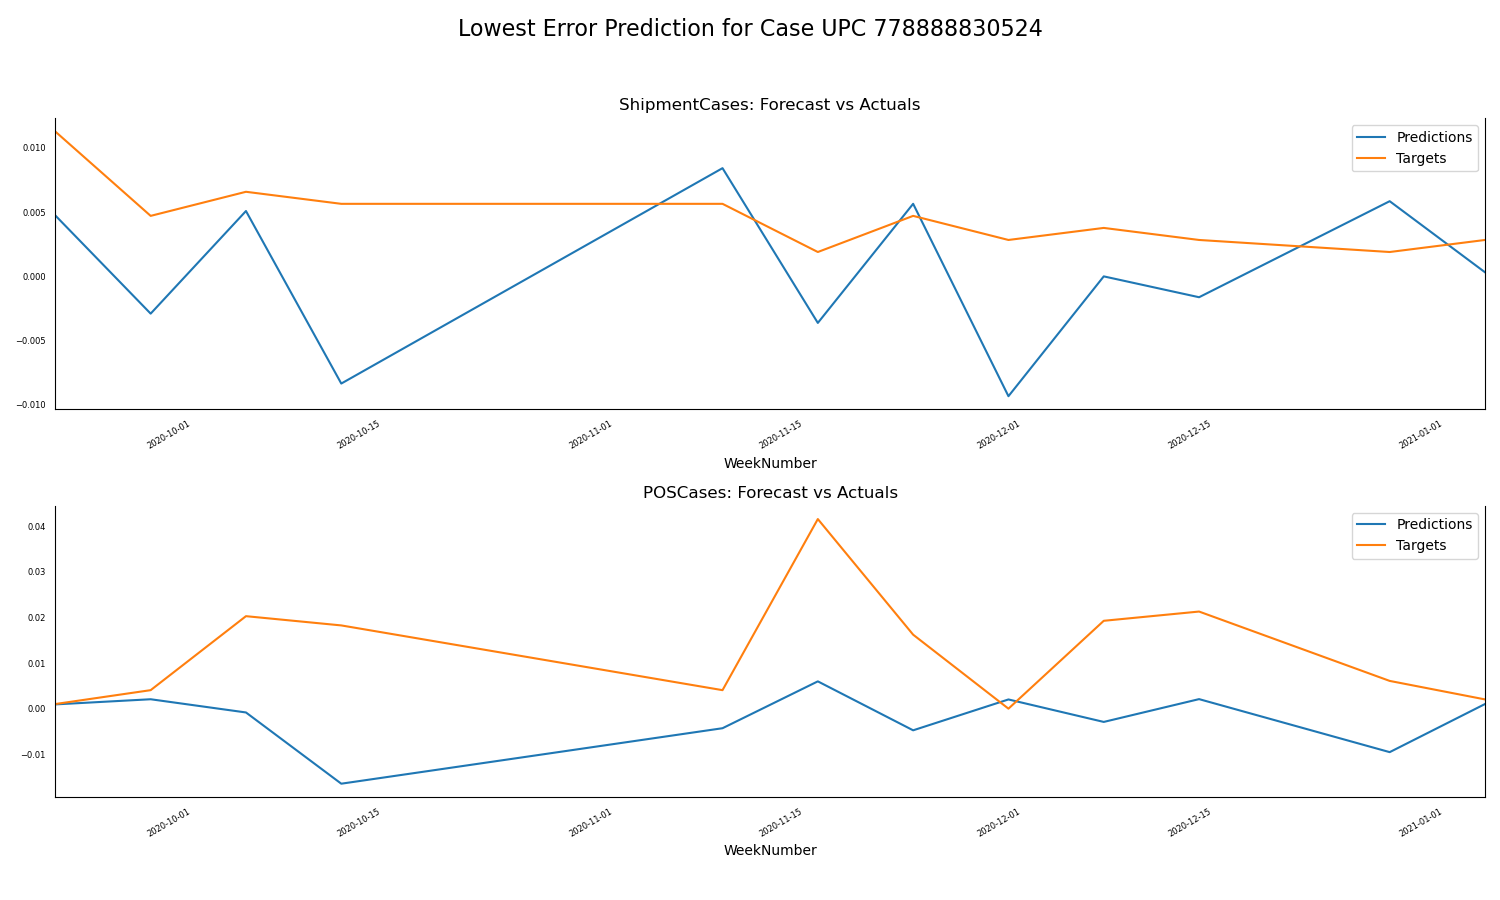 Lowest Error Prediction for Case UPC 778888830524
ShipmentCases: Forecast vs Actuals
Predictions
Targets
0.010
0.005
0.000
−0.005
−0.010
2020-10-01
2020-10-15
2020-11-01
2020-11-15
2020-12-01
2020-12-15
2021-01-01
WeekNumber
POSCases: Forecast vs Actuals
Predictions
Targets
0.04
0.03
0.02
0.01
0.00
−0.01
2020-10-01
2020-10-15
2020-11-01
2020-11-15
2020-12-01
2020-12-15
2021-01-01
WeekNumber